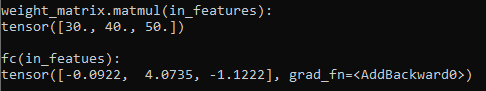 weight_matrix.matmul(in_features):
tensor([30., 40., 50.])
fc(in_featues):
tensor([-0.0922,  4.0735, -1.1222], grad_fn=<AddBackward0>)